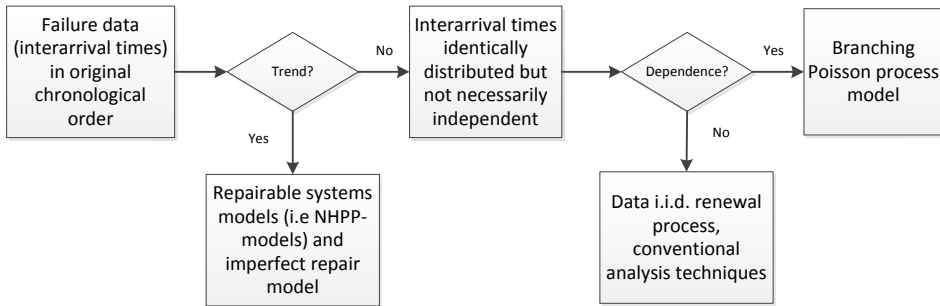 Failure data
(interarrival times)
in original
chronological
order
Trend?
No
Yes
Repairable systems
models (i.e NHPP-
models) and
imperfect repair
model
Interarrival times
identically
distributed but
not necessarily
independent
Dependence?
Yes
No
Branching
Poisson process
model
Data i.i.d. renewal
process,
conventional
analysis techniques